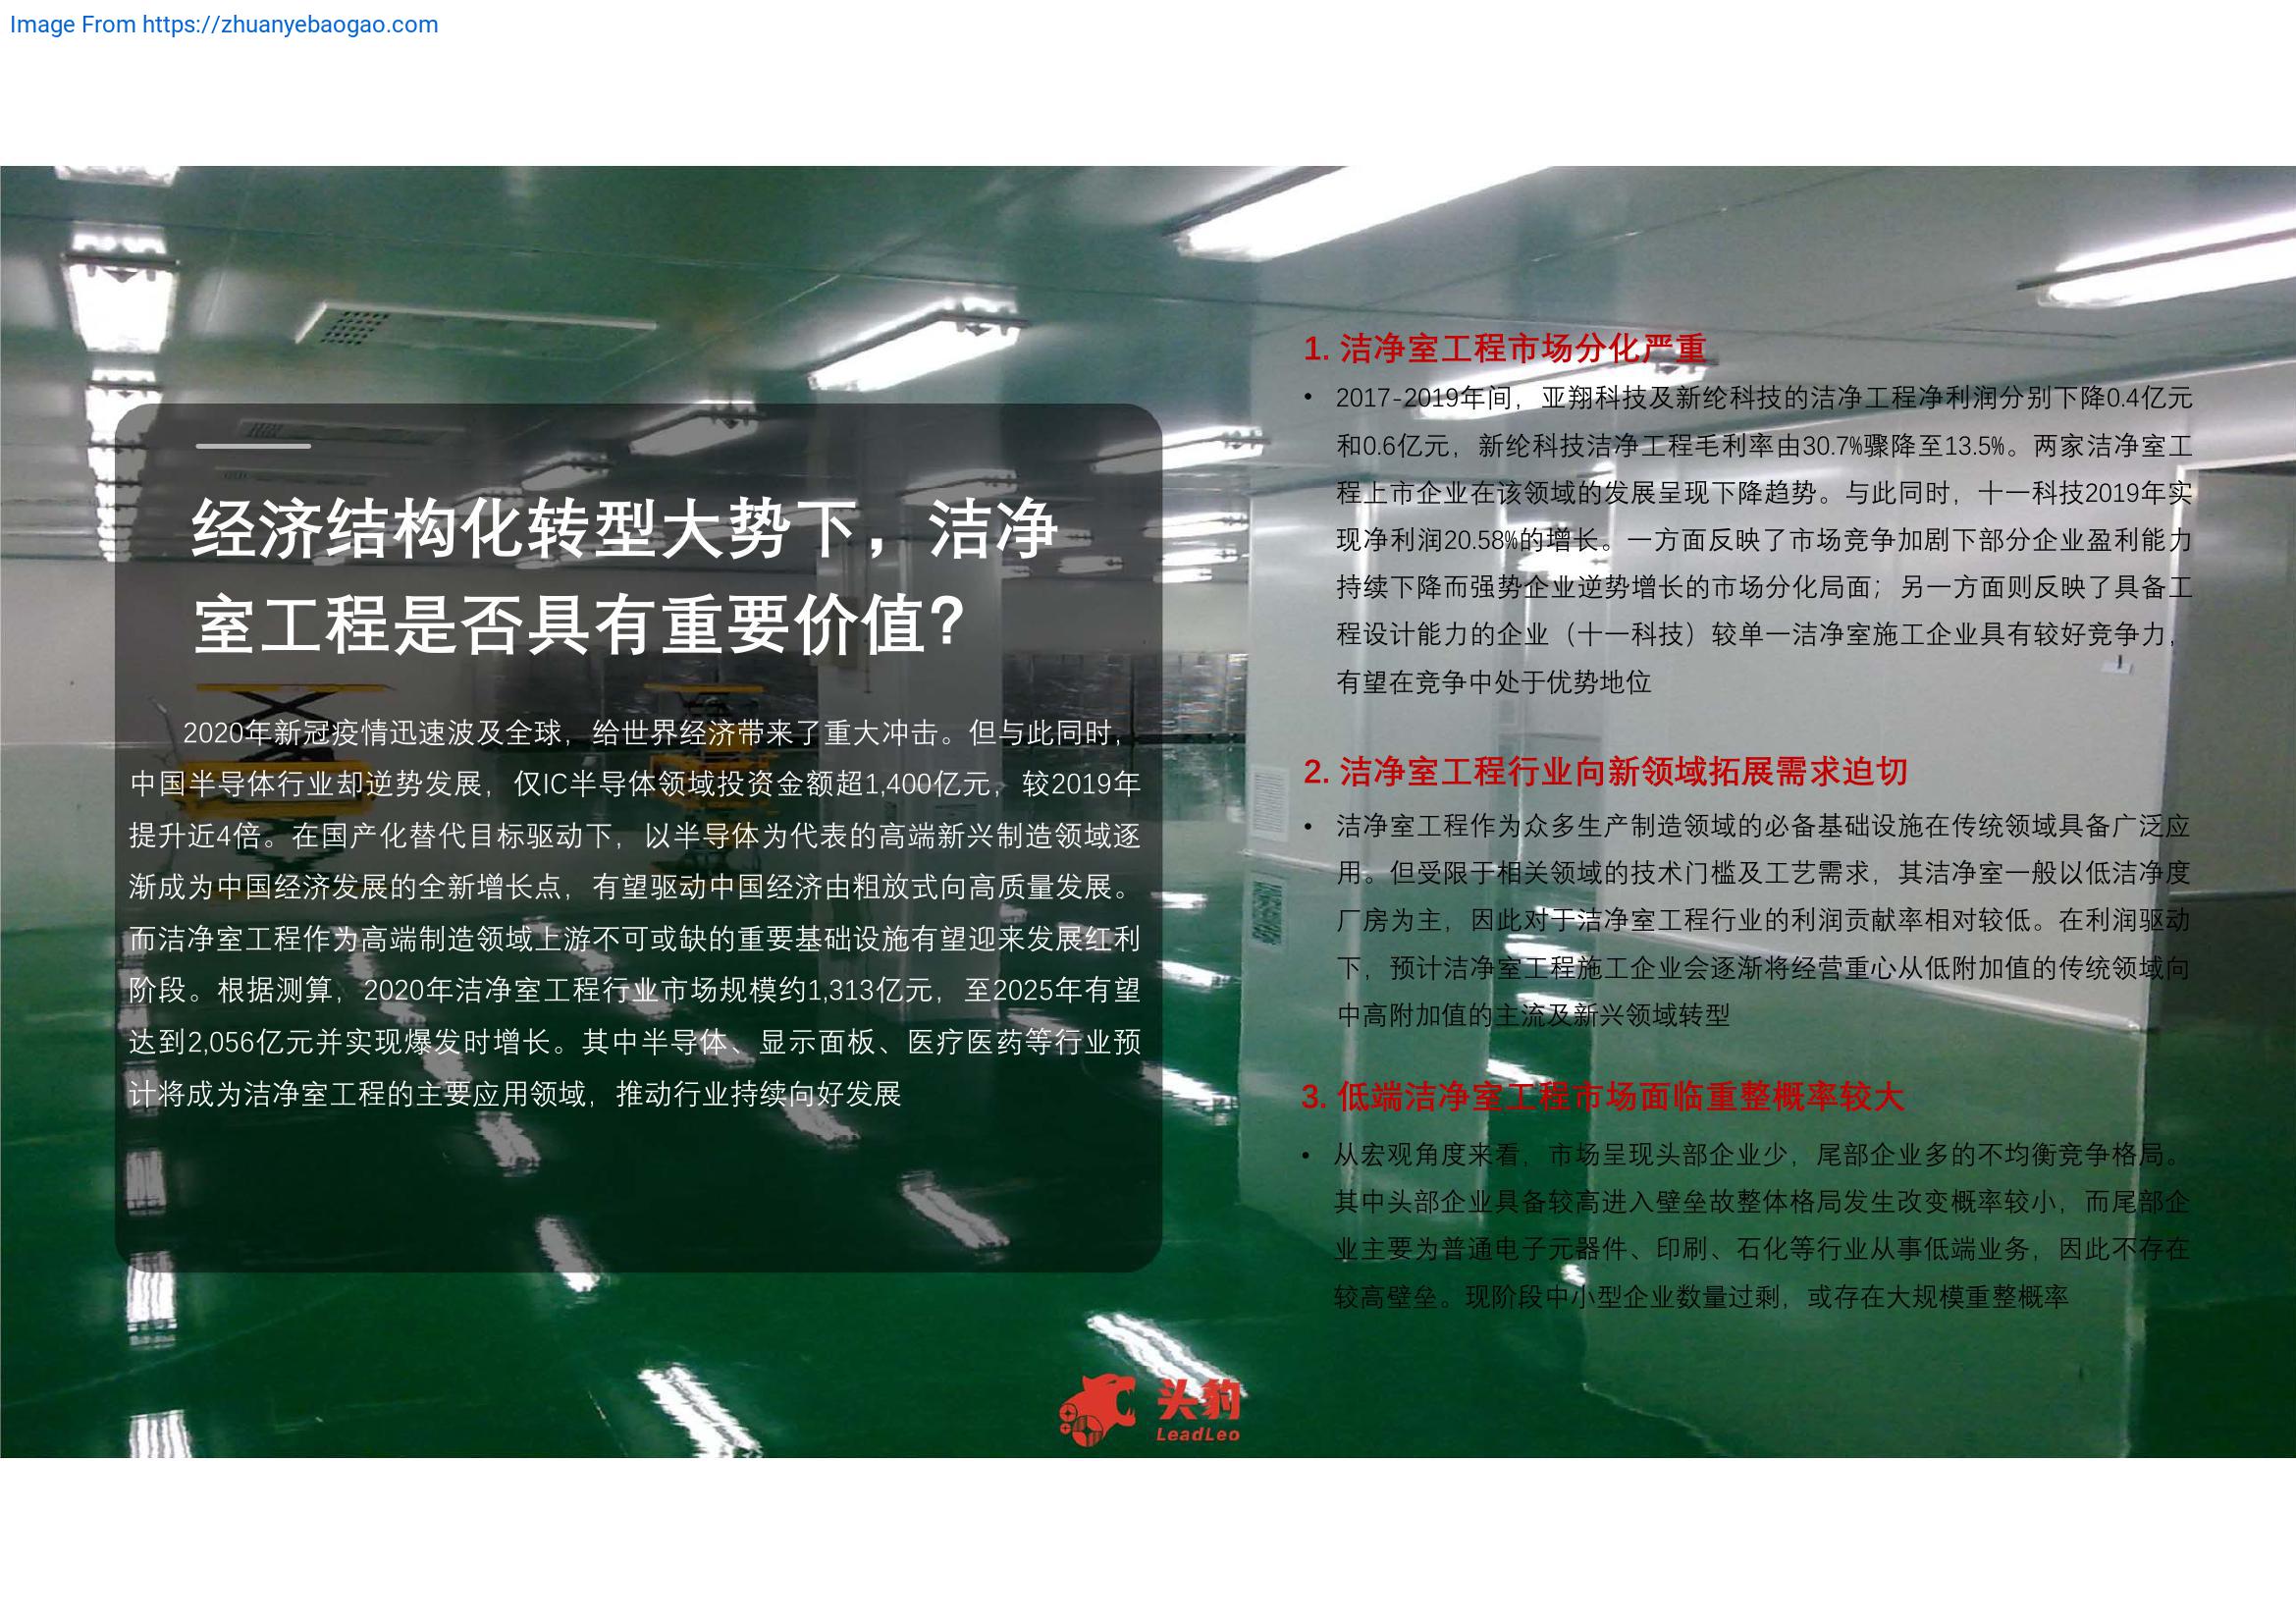 Image From https://zhuanyebaogao.com
经济结构化转型大势下，洁净
室工程是否具有重要价值？
2020年新冠疫情迅速波及全球，给世界经济带来了重大冲击。但与此同时，
中国半导体行业却逆势发展，仅IC半导体领域投资金额超1,400亿元，较2019年
提升近4倍。在国产化替代目标驱动下，以半导体为代表的高端新兴制造领域逐
渐成为中国经济发展的全新增长点，有望驱动中国经济由粗放式向高质量发展。
而洁净室工程作为高端制造领域上游不可或缺的重要基础设施有望迎来发展红利
阶段。根据测算，2020年洁净室工程行业市场规模约1,313亿元，至2025年有望
达到2,056亿元并实现爆发时增长。其中半导体、显示面板、医疗医药等行业预
计将成为洁净室工程的主要应用领域，推动行业持续向好发展
1. 洁净室工程市场分化严重
• 2017-2019年间，亚翔科技及新纶科技的洁净工程净利润分别下降0.4亿元
和0.6亿元，新纶科技洁净工程毛利率由30.7%骤降至13.5%。两家洁净室工
程上市企业在该领域的发展呈现下降趋势。与此同时，十一科技2019年实
现净利润20.58%的增长。一方面反映了市场竞争加剧下部分企业盈利能力
持续下降而强势企业逆势增长的市场分化局面；另一方面则反映了具备工
程设计能力的企业（十一科技）较单一洁净室施工企业具有较好竞争力，
有望在竞争中处于优势地位
2. 洁净室工程行业向新领域拓展需求迫切
• 洁净室工程作为众多生产制造领域的必备基础设施在传统领域具备广泛应
用。但受限于相关领域的技术门槛及工艺需求，其洁净室一般以低洁净度
厂房为主，因此对于洁净室工程行业的利润贡献率相对较低。在利润驱动
下，预计洁净室工程施工企业会逐渐将经营重心从低附加值的传统领域向
中高附加值的主流及新兴领域转型
3. 低端洁净室工程市场面临重整概率较大
• 从宏观角度来看，市场呈现头部企业少，尾部企业多的不均衡竞争格局。
其中头部企业具备较高进入壁垒故整体格局发生改变概率较小，而尾部企
业主要为普通电子元器件、印刷、石化等行业从事低端业务，因此不存在
较高壁垒。现阶段中小型企业数量过剩，或存在大规模重整概率
头豹
LeadLeo